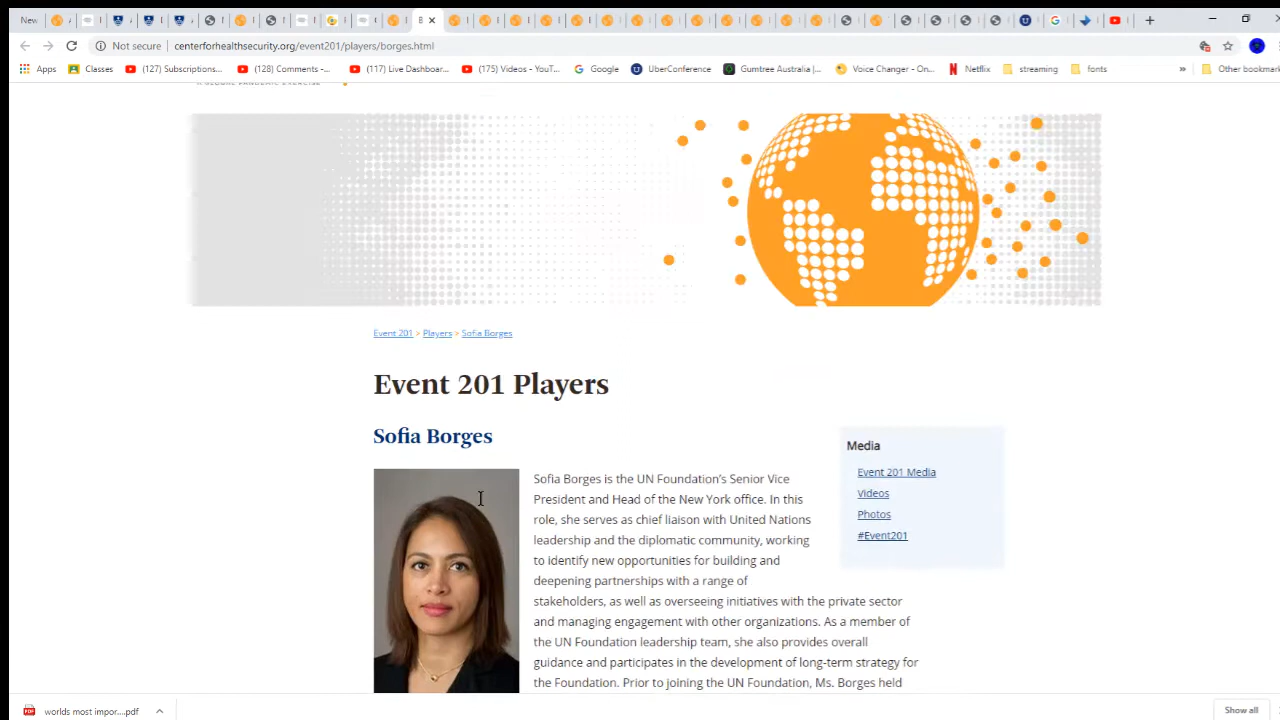 New
Not secure | centerforhealthsecurity.org/event201/players/borges.html
Apps Classes (127) Subscriptions... (128) Comments -... (117) Live Dashboar... (175) Videos - YouT... Google UberConference Gumtree Australia |... Voice Changer - On... Netflix streaming fonts » Other bookmark
Event 201 > Players > Sofia Borges
Event 201 Players
Sofia Borges
Sofia Borges is the UN Foundation's Senior Vice
President and Head of the New York office. In this
role, she serves as chief liaison with United Nations
leadership and the diplomatic community, working
to identify new opportunities for building and
deepening partnerships with a range of
stakeholders, as well as overseeing initiatives with the private sector
and managing engagement with other organizations. As a member of
the UN Foundation leadership team, she also provides overall
guidance and participates in the development of long-term strategy for
the Foundation. Prior to joining the UN Foundation, Ms. Borges held
Media
Event 201 Media
Videos
Photos
#Event201
worlds most impor....pdf
Show all